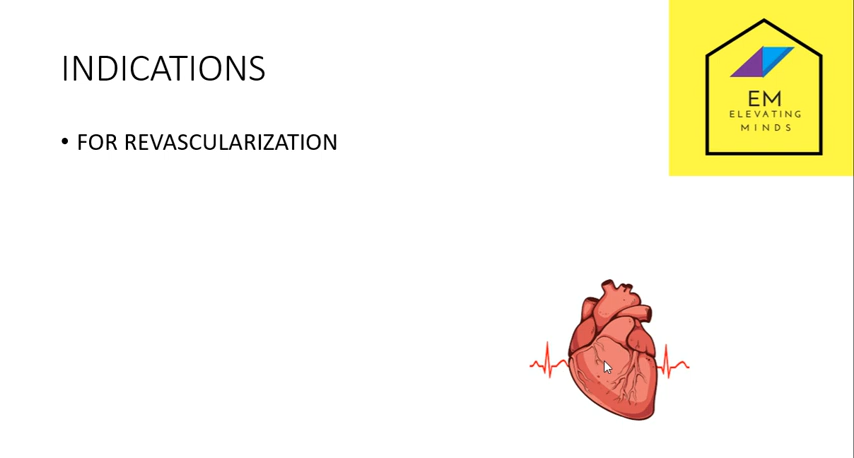 INDICATIONS
• FOR REVASCULARIZATION
EM
ELEVATING
MINDS